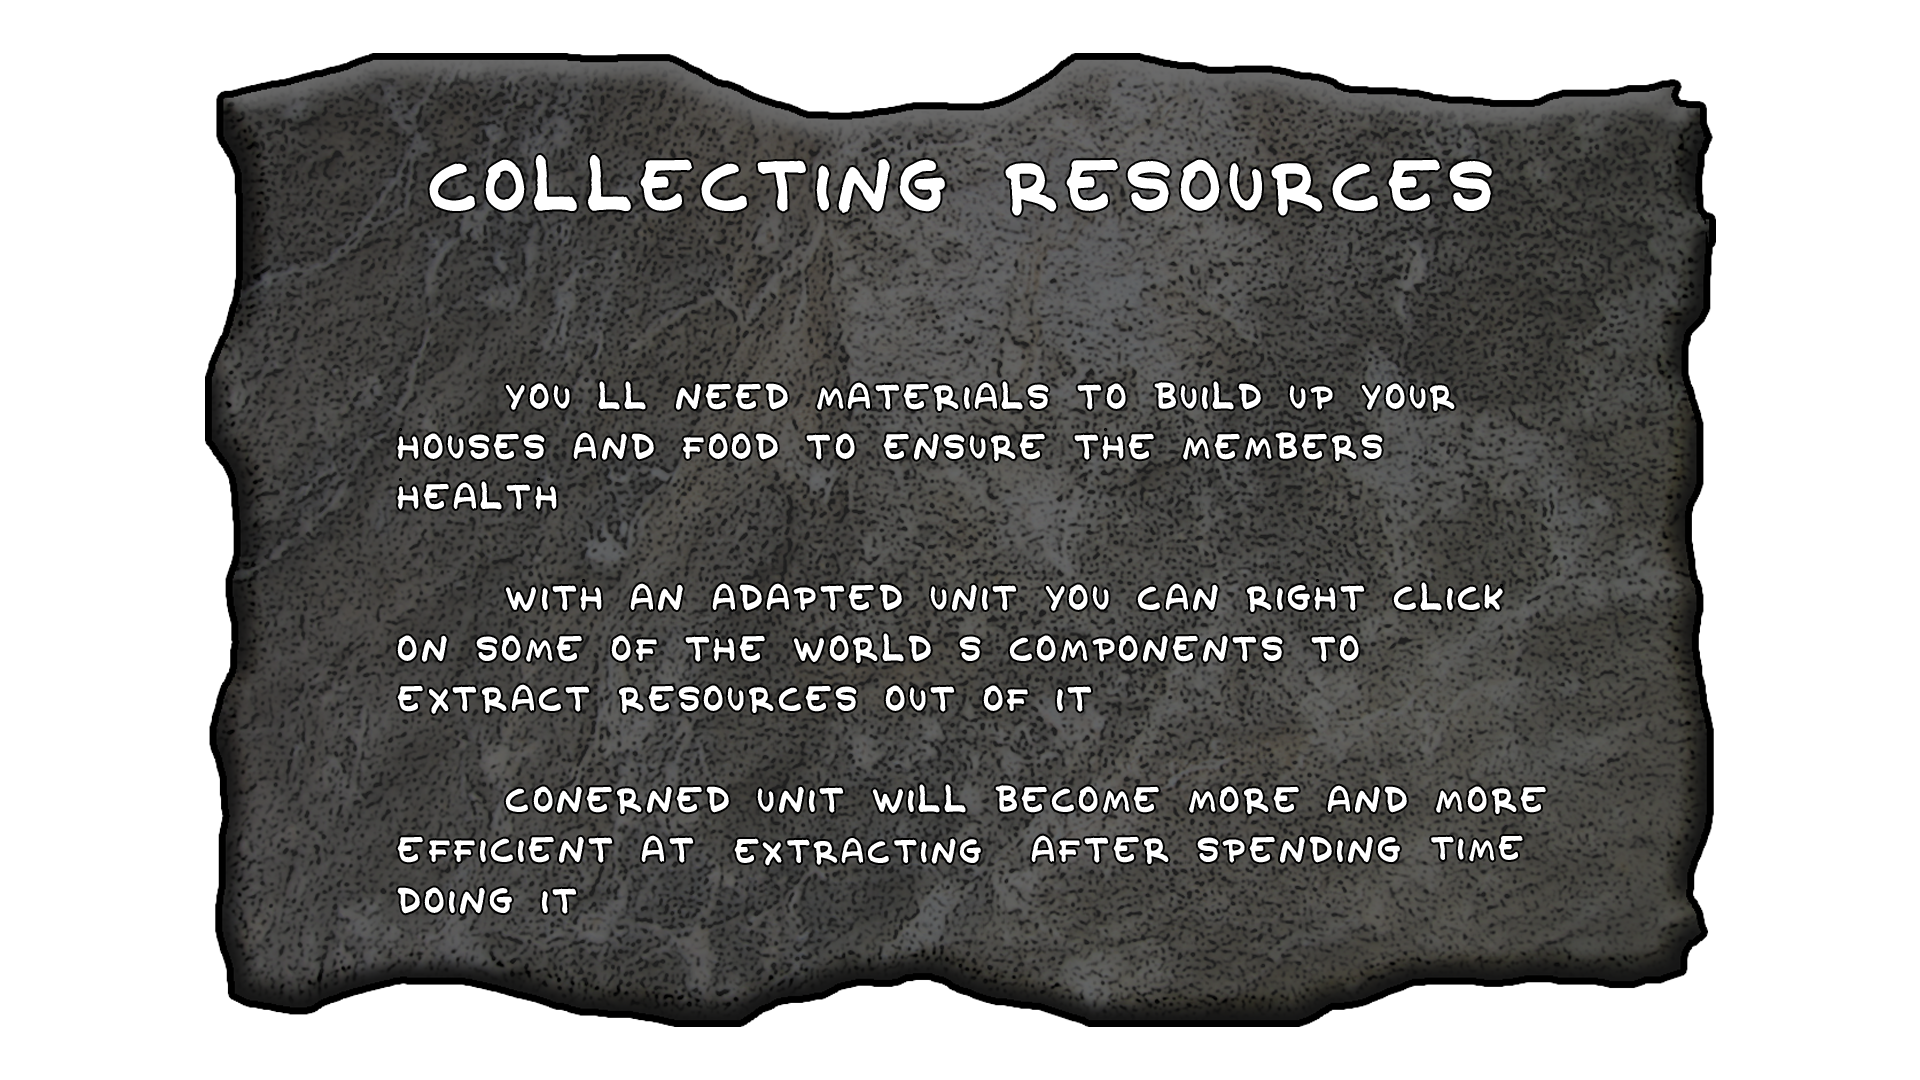 COLLECTING RESOURCES
YOU LL NEED MATERIALS TO BUILD UP YOUR
HOUSES AND FOOD TO ENSURE THE MEMBERS
HEALTH
WITH AN ADAPTED UNIT YOU CAN RIGHT CLICK
ON SOME OF THE WORLD S COMPONENTS TO
EXTRACT RESOURCES OUT OF IT
CONERNED UNIT WILL BECOME MORE AND MORE
EFFICIENT AT EXTRACTING AFTER SPENDING TIME
DOING IT